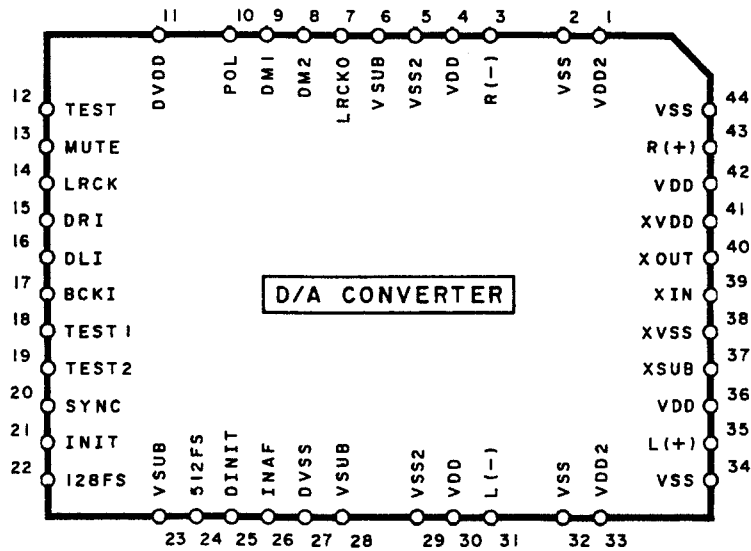 11 10 9 8 7 6 5 4 3 2 1
DVDD POL DM1 DM2 LRCKO VSUB VSS2 VDD R(−) VSS VDD2
12 TEST
13 MUTE
14 LRCK
15 DRI
16 DLI
17 BCKI
18 TEST1
19 TEST2
20 SYNC
21 INIT
22 128FS
D/A CONVERTER
VSS 44
R(+) 43
VDD 42
XVDD 41
XOUT 40
XIN 39
XVSS 38
XSUB 37
VDD 36
L(+) 35
VSS 34
VSUB 512FS DINIT INAF DVSS VSUB VSS2 VDD L(−) VSS VDD2
23 24 25 26 27 28 29 30 31 32 33